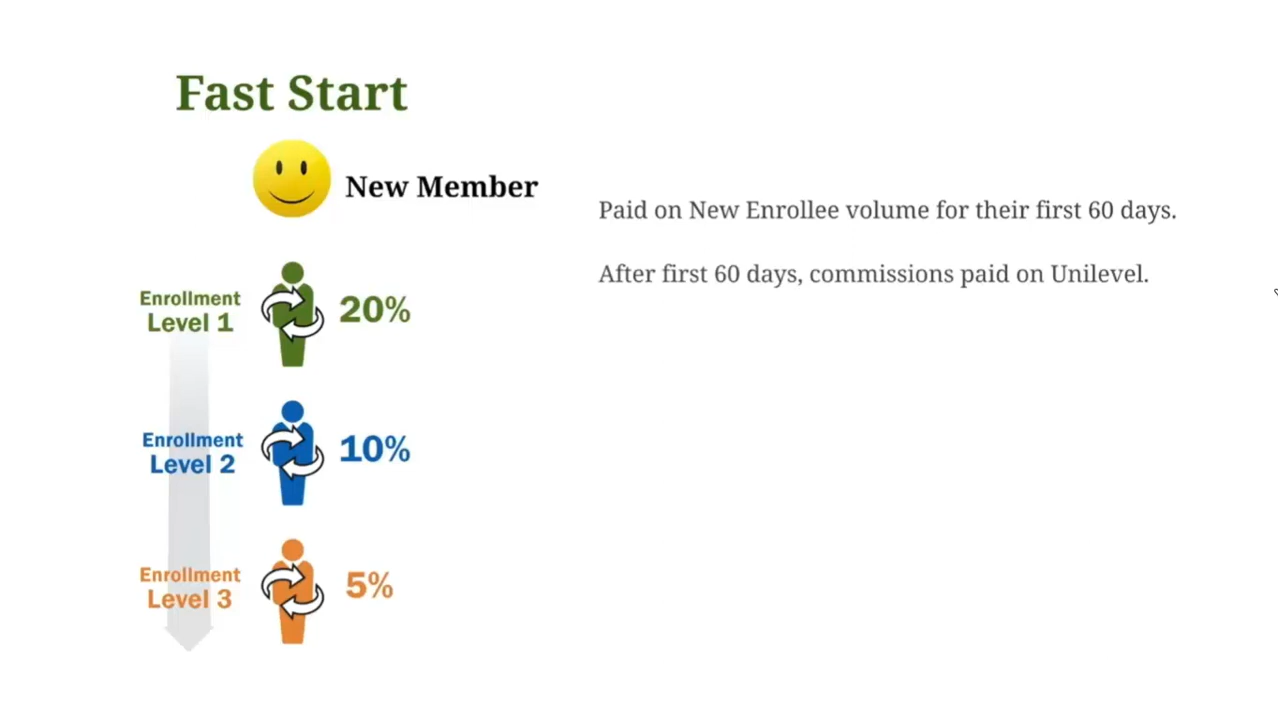 Fast Start
New Member
Paid on New Enrollee volume for their first 60 days.
After first 60 days, commissions paid on Unilevel.
Enrollment
Level 1
20%
Enrollment
Level 2
10%
Enrollment
Level 3
5%